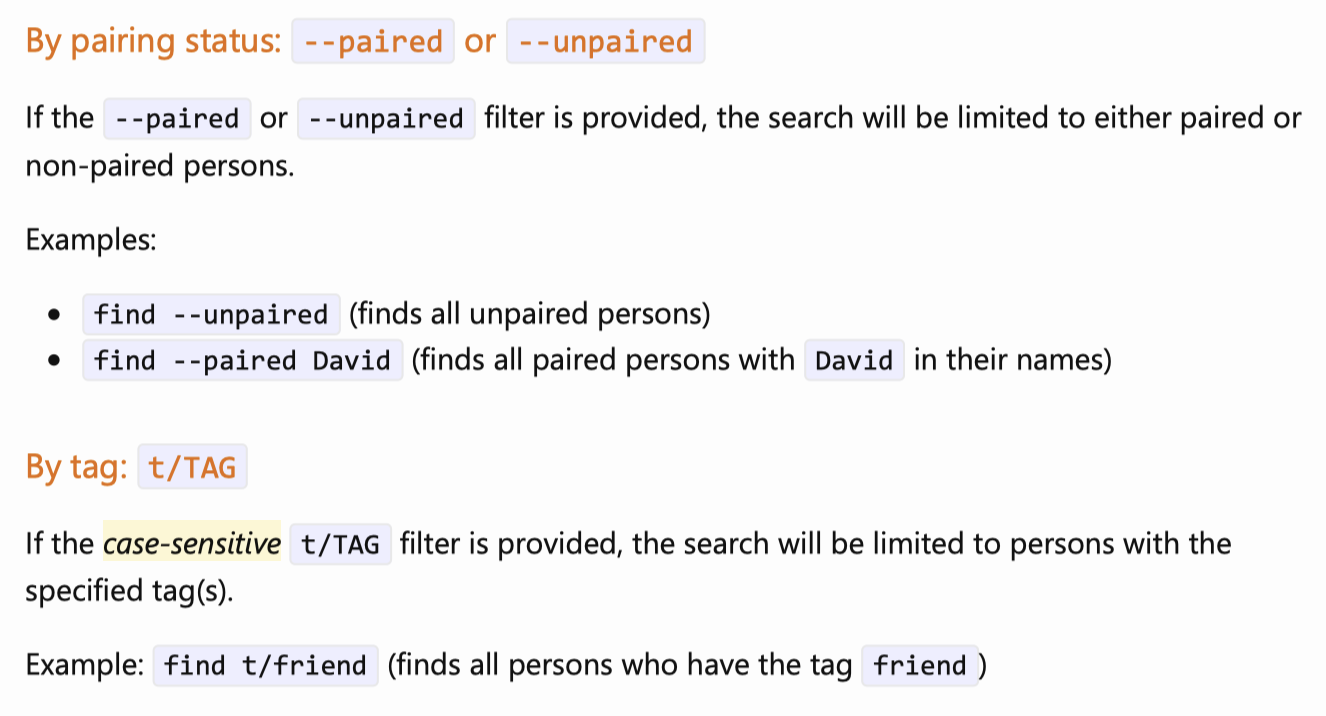 By pairing status: --paired or --unpaired
If the --paired or --unpaired filter is provided, the search will be limited to either paired or
non-paired persons.
Examples:
• find --unpaired (finds all unpaired persons)
• find --paired David (finds all paired persons with David in their names)
By tag: t/TAG
If the case-sensitive t/TAG filter is provided, the search will be limited to persons with the
specified tag(s).
Example: find t/friend (finds all persons who have the tag friend)